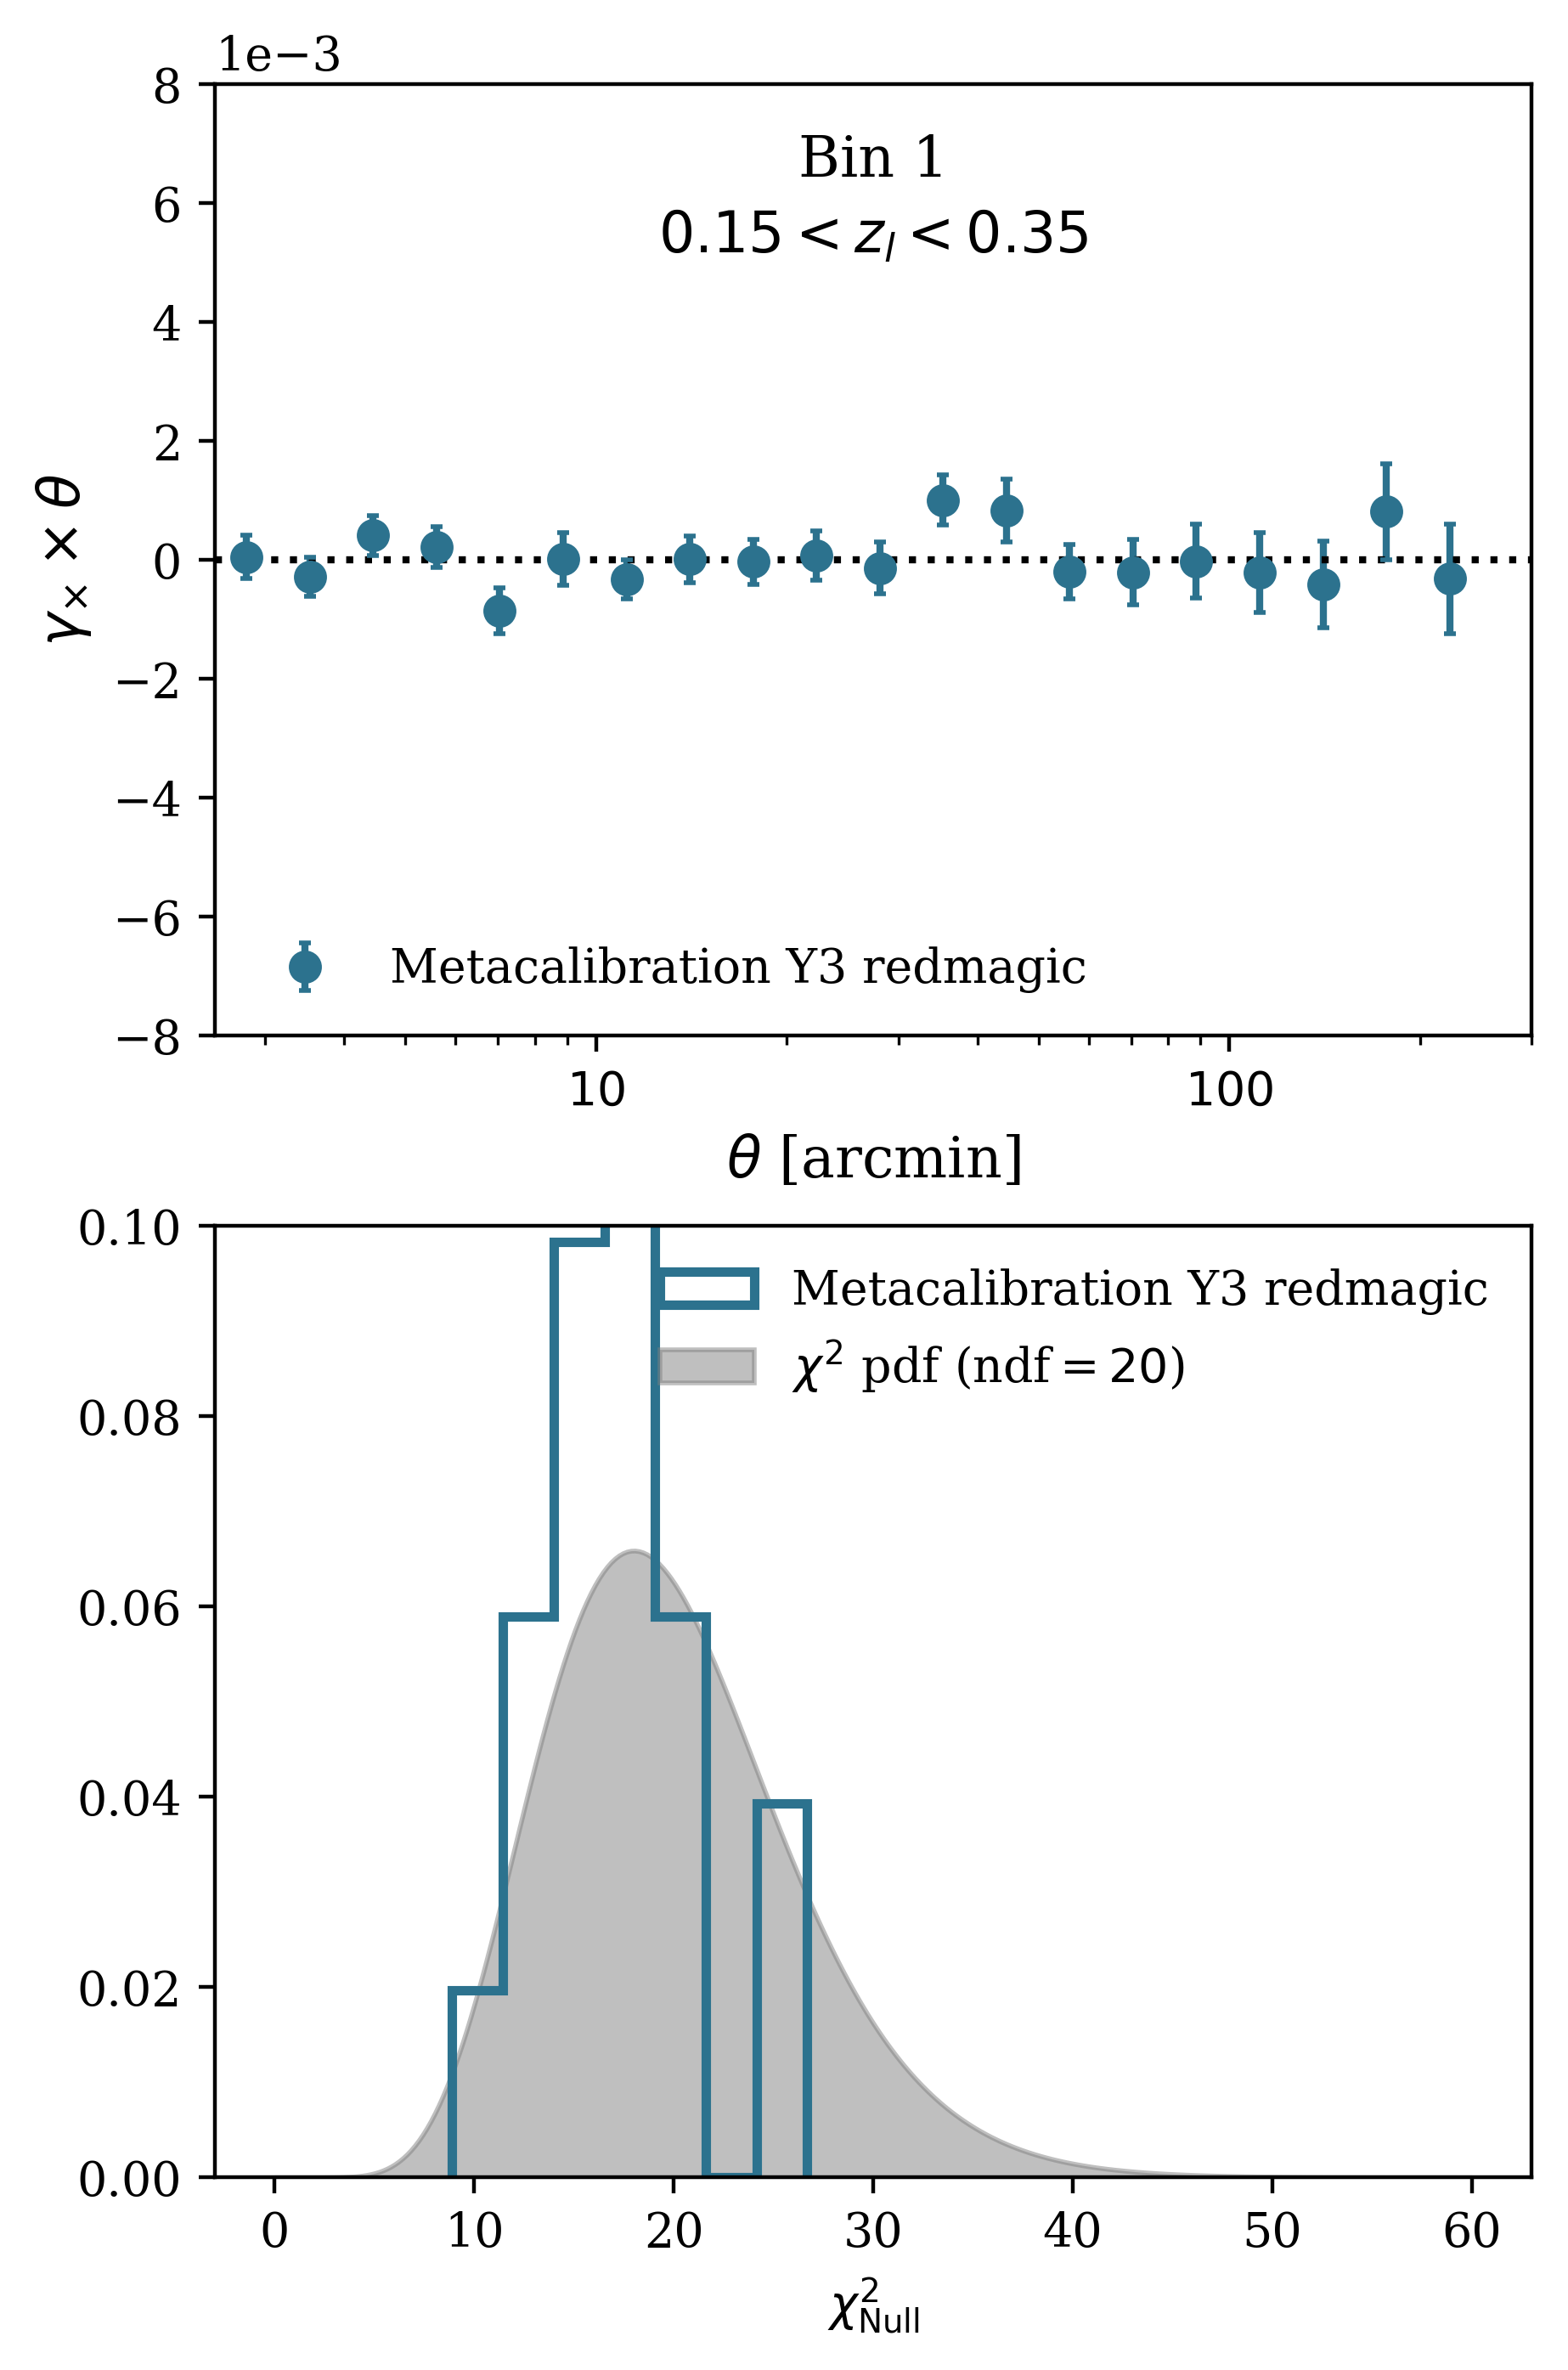 1e−3
8
6
4
2
0
−2
−4
−6
−8
γ× × θ
Bin 1
0.15 < z_l < 0.35
Metacalibration Y3 redmagic
10
100
θ [arcmin]
0.10
0.08
0.06
0.04
0.02
0.00
Metacalibration Y3 redmagic
χ² pdf (ndf = 20)
0
10
20
30
40
50
60
χ²_Null